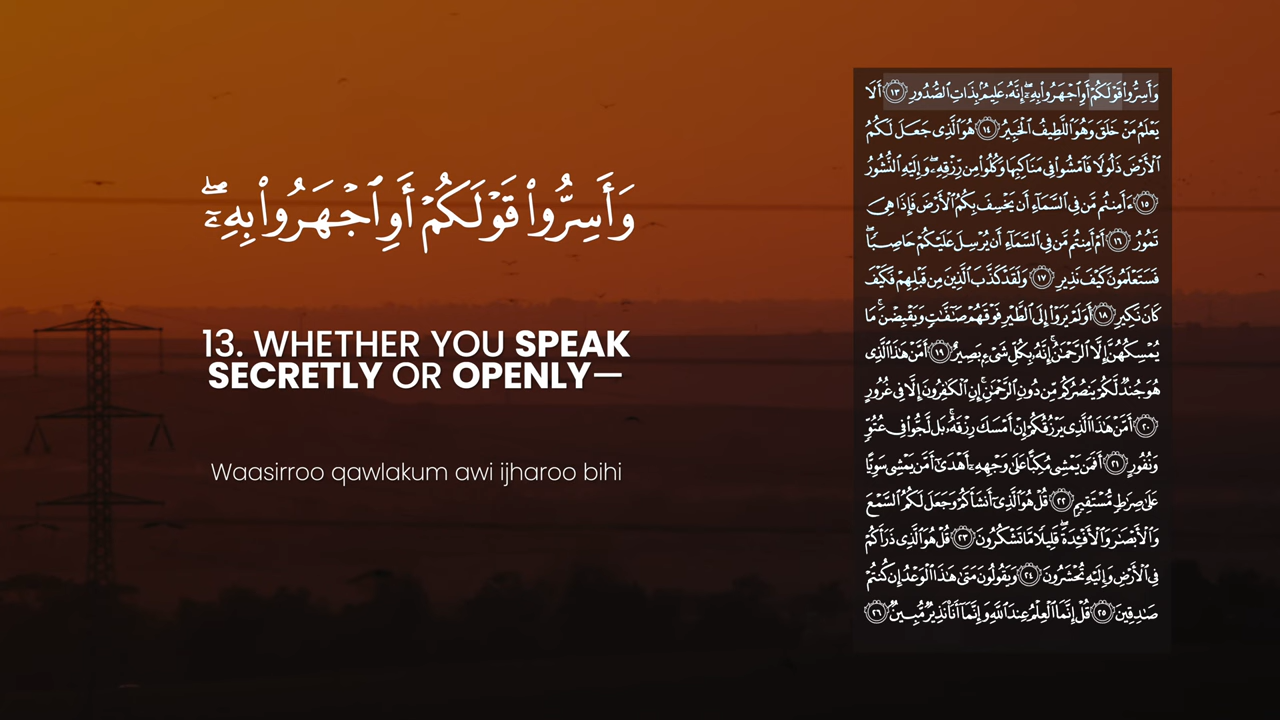 وَأَسِرُّوا۟ قَوْلَكُمْ أَوِ ٱجْهَرُوا۟ بِهِۦٓ ۖ
13. WHETHER YOU SPEAK
SECRETLY OR OPENLY—
Waasirroo qawlakum awi ijharoo bihi
وَأَسِرُّوا۟ قَوْلَكُمْ أَوِ ٱجْهَرُوا۟ بِهِۦٓ ۖ إِنَّهُۥ عَلِيمٌۢ بِذَاتِ ٱلصُّدُورِ ١٣ أَلَا
يَعْلَمُ مَنْ خَلَقَ وَهُوَ ٱللَّطِيفُ ٱلْخَبِيرُ ١٤ هُوَ ٱلَّذِى جَعَلَ لَكُمُ
ٱلْأَرْضَ ذَلُولًا فَٱمْشُوا۟ فِى مَنَاكِبِهَا وَكُلُوا۟ مِن رِّزْقِهِۦ ۖ وَإِلَيْهِ ٱلنُّشُورُ
١٥ ءَأَمِنتُم مَّن فِى ٱلسَّمَآءِ أَن يَخْسِفَ بِكُمُ ٱلْأَرْضَ فَإِذَا هِىَ
تَمُورُ ١٦ أَمْ أَمِنتُم مَّن فِى ٱلسَّمَآءِ أَن يُرْسِلَ عَلَيْكُمْ حَاصِبًا ۖ
فَسَتَعْلَمُونَ كَيْفَ نَذِيرِ ١٧ وَلَقَدْ كَذَّبَ ٱلَّذِينَ مِن قَبْلِهِمْ فَكَيْفَ
كَانَ نَكِيرِ ١٨ أَوَلَمْ يَرَوْا۟ إِلَى ٱلطَّيْرِ فَوْقَهُمْ صَٰٓفَّٰتٍ وَيَقْبِضْنَ ۚ مَا
يُمْسِكُهُنَّ إِلَّا ٱلرَّحْمَٰنُ ۚ إِنَّهُۥ بِكُلِّ شَىْءٍۭ بَصِيرٌ ١٩ أَمَّنْ هَٰذَا ٱلَّذِى
هُوَ جُندٌ لَّكُمْ يَنصُرُكُم مِّن دُونِ ٱلرَّحْمَٰنِ ۚ إِنِ ٱلْكَٰفِرُونَ إِلَّا فِى غُرُورٍ
٢٠ أَمَّنْ هَٰذَا ٱلَّذِى يَرْزُقُكُمْ إِنْ أَمْسَكَ رِزْقَهُۥ ۚ بَل لَّجُّوا۟ فِى عُتُوٍّ
وَنُفُورٍ ٢١ أَفَمَن يَمْشِى مُكِبًّا عَلَىٰ وَجْهِهِۦٓ أَهْدَىٰٓ أَمَّن يَمْشِى سَوِيًّا
عَلَىٰ صِرَٰطٍ مُّسْتَقِيمٍ ٢٢ قُلْ هُوَ ٱلَّذِىٓ أَنشَأَكُمْ وَجَعَلَ لَكُمُ ٱلسَّمْعَ
وَٱلْأَبْصَٰرَ وَٱلْأَفْـِٔدَةَ ۖ قَلِيلًا مَّا تَشْكُرُونَ ٢٣ قُلْ هُوَ ٱلَّذِى ذَرَأَكُمْ
فِى ٱلْأَرْضِ وَإِلَيْهِ تُحْشَرُونَ ٢٤ وَيَقُولُونَ مَتَىٰ هَٰذَا ٱلْوَعْدُ إِن كُنتُمْ
صَٰدِقِينَ ٢٥ قُلْ إِنَّمَا ٱلْعِلْمُ عِندَ ٱللَّهِ وَإِنَّمَآ أَنَا۠ نَذِيرٌ مُّبِينٌ ٢٦